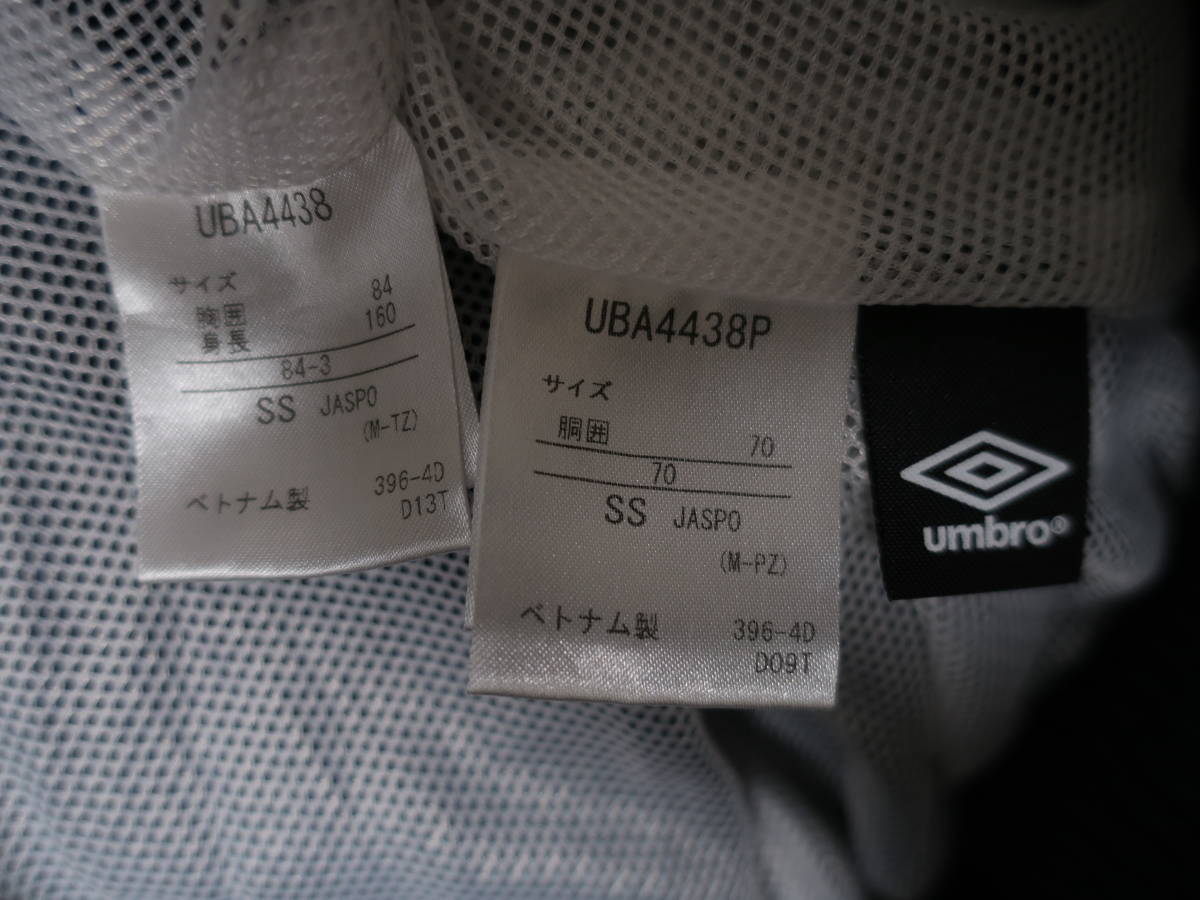 UBA4438
サイズ
胸囲 84
身長 160
84-3
SS JASPO
(M-TZ)
ベトナム製 396-4D
D13T
UBA4438P
サイズ
胴囲 70
70
SS JASPO
(M-PZ)
ベトナム製 396-4D
D09T
umbro®